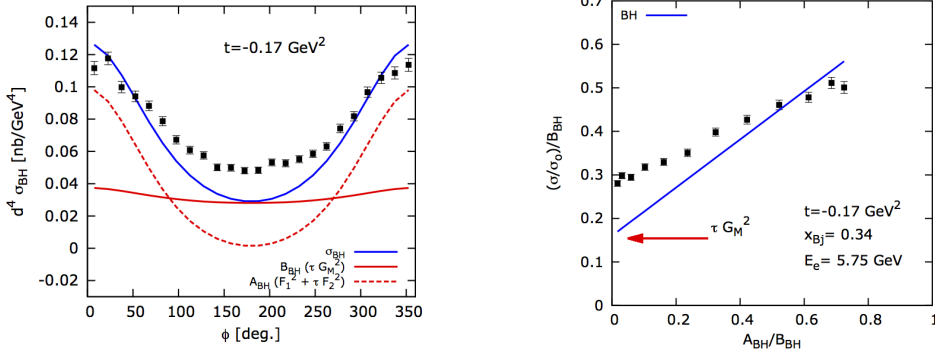 t=-0.17 GeV²
d⁴ σ_BH [nb/GeV⁴]
0.14
0.12
0.1
0.08
0.06
0.04
0.02
0
-0.02
σ_BH
B_BH (τ G_M²)
A_BH (F₁² + τ F₂²)
0 50 100 150 200 250 300 350
ϕ [deg.]
BH
(σ/σ_o)/B_BH
0.7
0.6
0.5
0.4
0.3
0.2
0.1
0
τ G_M²
t=-0.17 GeV²
x_Bj= 0.34
E_e= 5.75 GeV
0 0.2 0.4 0.6 0.8 1
A_BH/B_BH